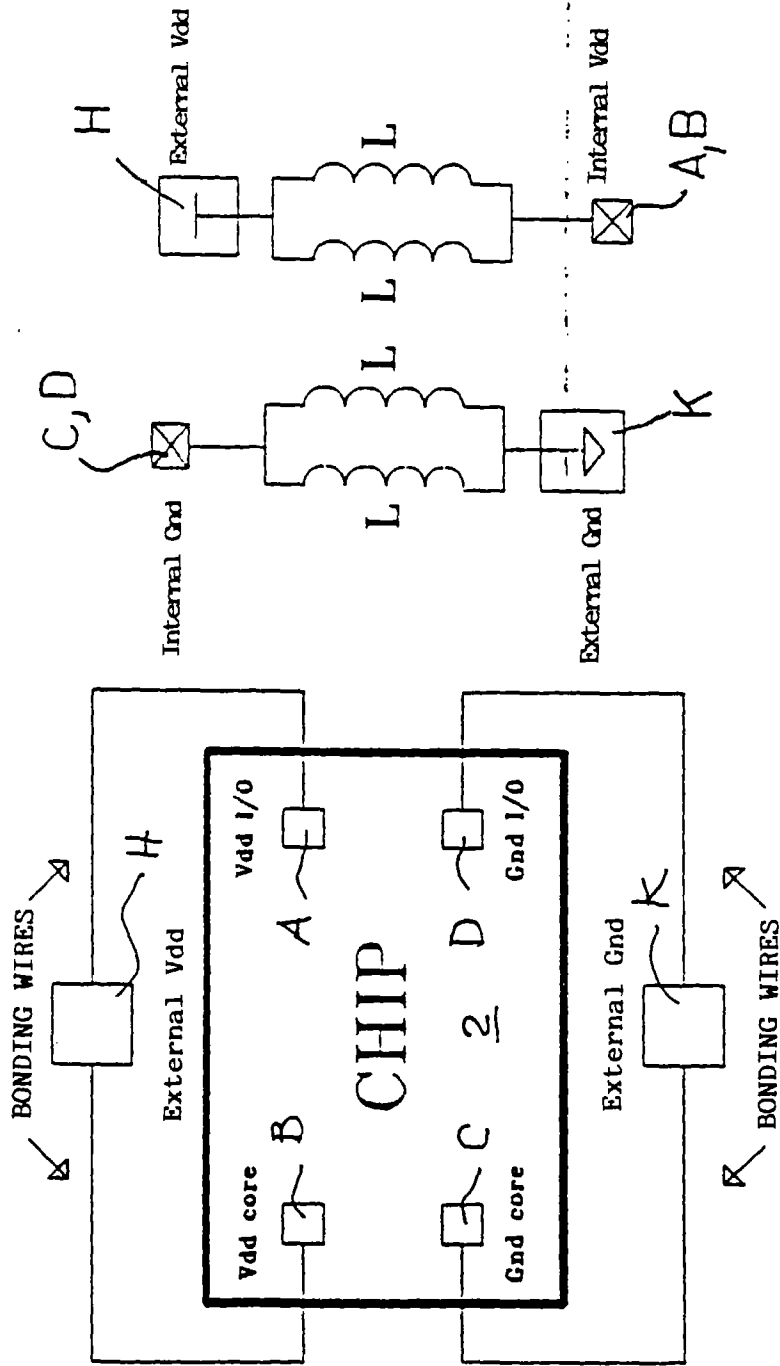 BONDING WIRES
H
External Vdd
Vdd core
B
Vdd I/O
A
CHIP
2
Gnd core
C
D
Gnd I/O
External Gnd
K
BONDING WIRES
C,D
Internal Gnd
L
L
External Gnd
K
H
External Vdd
L
L
Internal Vdd
A,B